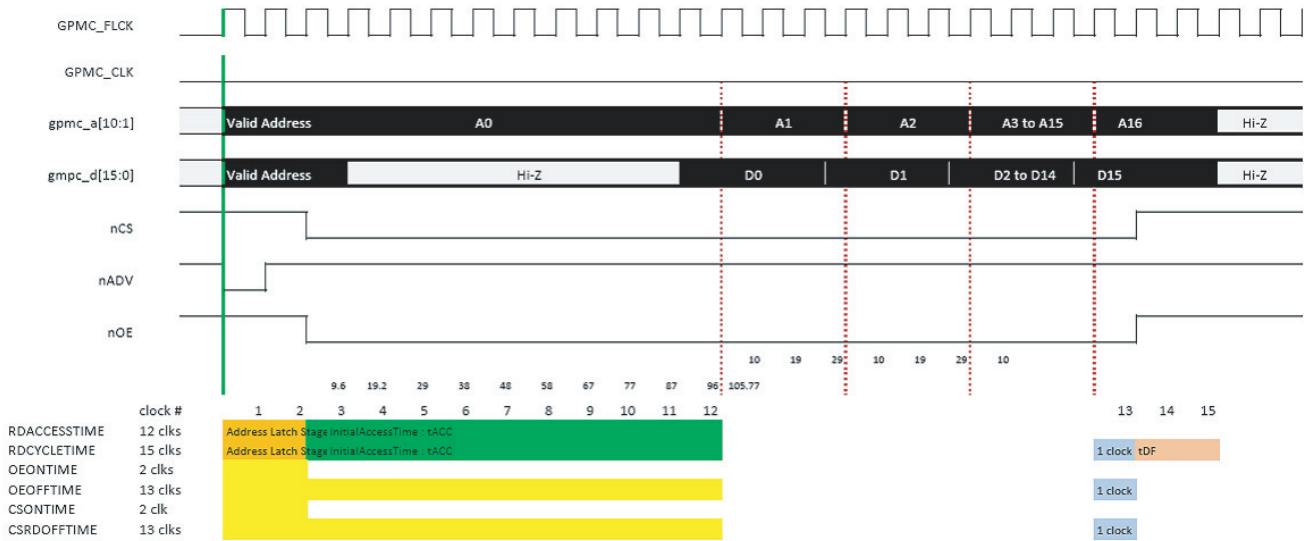 GPMC_FLCK
GPMC_CLK
gpmc_a[10:1] Valid Address A0 A1 A2 A3 to A15 A16 Hi-Z
gmpc_d[15:0] Valid Address Hi-Z D0 D1 D2 to D14 D15 Hi-Z
nCS
nADV
nOE
10 19 29 10 19 29 10
9.6 19.2 29 38 48 58 67 77 87 96 105.77
clock # 1 2 3 4 5 6 7 8 9 10 11 12 13 14 15
RDACCESSTIME 12 clks Address Latch Stage InitialAccessTime : tACC
RDCYCLETIME 15 clks Address Latch Stage InitialAccessTime : tACC 1 clock tDF
OEONTIME 2 clks
OEOFFTIME 13 clks 1 clock
CSONTIME 2 clk
CSRDOFFTIME 13 clks 1 clock